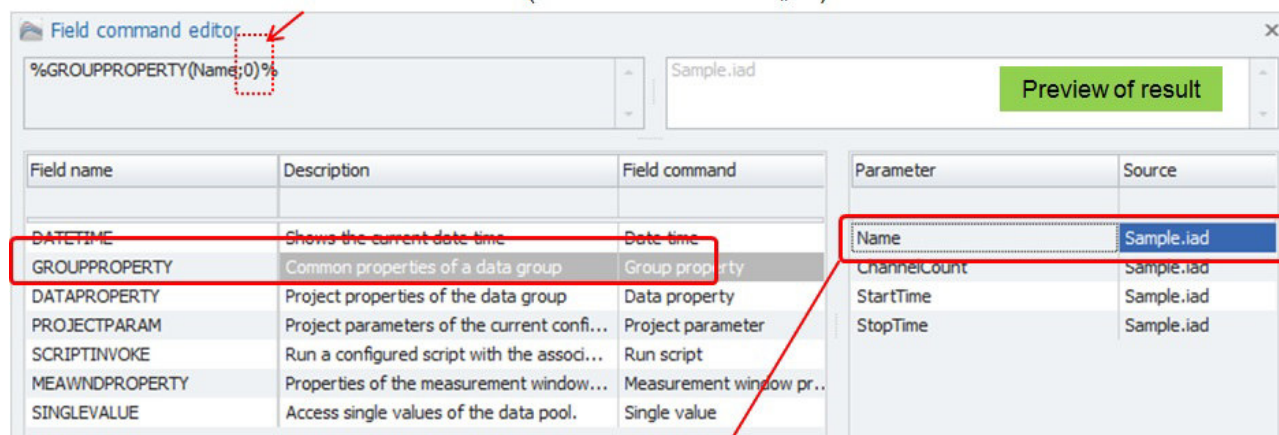 Field command editor
%GROUPPROPERTY(Name;0)%
Sample.iad
Preview of result
Field name Description Field command
Parameter Source
DATETIME Shows the current date time Date time
GROUPPROPERTY Common properties of a data group Group property
DATAPROPERTY Project properties of the data group Data property
PROJECTPARAM Project parameters of the current confi... Project parameter
SCRIPTINVOKE Run a configured script with the associ... Run script
MEAWNDPROPERTY Properties of the measurement window... Measurement window pr..
SINGLEVALUE Access single values of the data pool. Single value
Name Sample.iad
ChannelCount Sample.iad
StartTime Sample.iad
StopTime Sample.iad